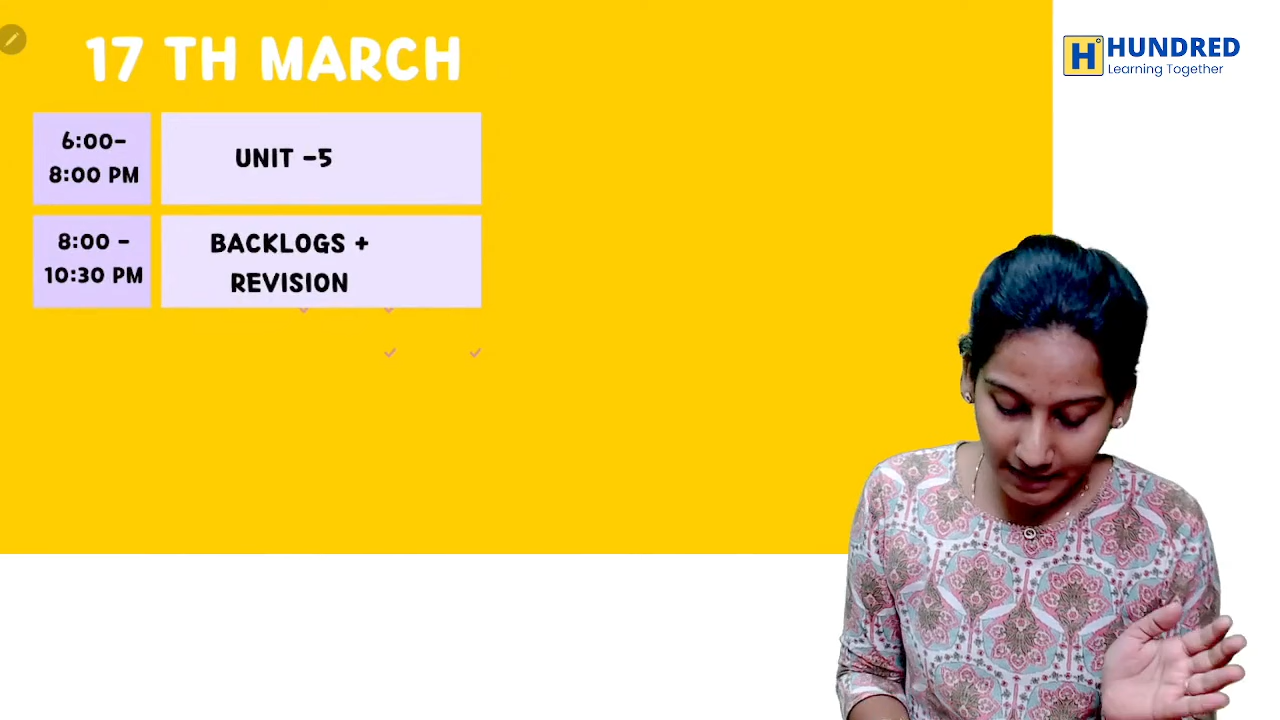 17 TH MARCH
H° HUNDRED
Learning Together
6:00-
8:00 PM
UNIT -5
8:00 -
10:30 PM
BACKLOGS +
REVISION